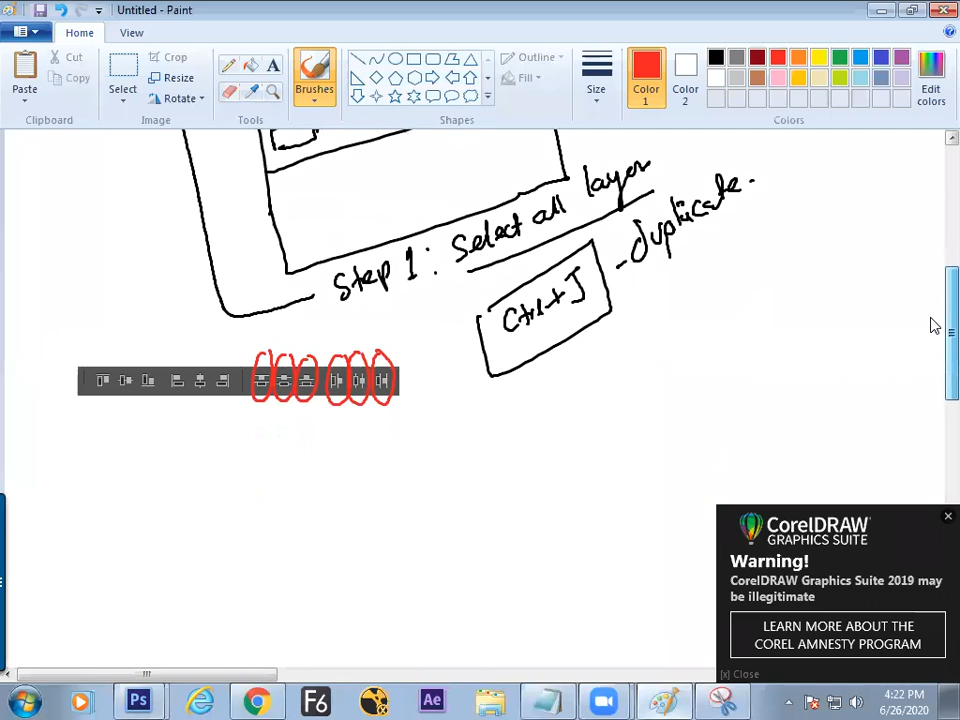 Untitled - Paint
Home
View
Paste
Cut
Copy
Clipboard
Select
Crop
Resize
Rotate
Image
Tools
Brushes
Shapes
Outline
Fill
Size
Color 1
Color 2
Colors
Edit colors
Step 1: Select all layer
Ctrl+J
- duplicate.
CorelDRAW
GRAPHICS SUITE
Warning!
CorelDRAW Graphics Suite 2019 may
be illegitimate
LEARN MORE ABOUT THE
COREL AMNESTY PROGRAM
[x] Close
Ps
F6
Ae
4:22 PM
6/26/2020